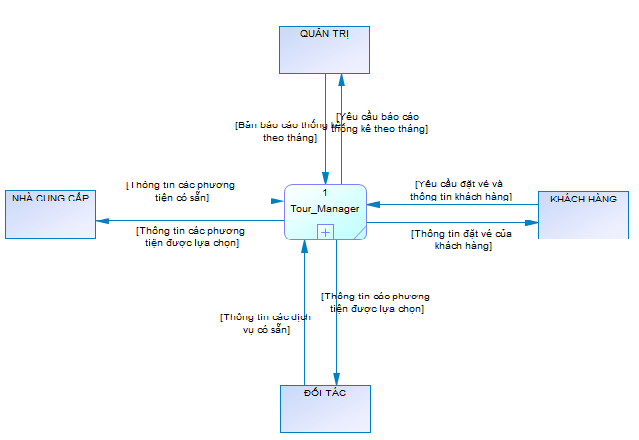 QUẢN TRỊ
[Bản báo cáo thống kê
theo tháng]
[Yêu cầu báo cáo
thống kê theo tháng]
[Thông tin các phương
tiện có sẵn]
1
Tour_Manager
[Yêu cầu đặt vé và
thông tin khách hàng]
NHÀ CUNG CẤP
KHÁCH HÀNG
[Thông tin các phương
tiện được lựa chọn]
[Thông tin đặt vé của
khách hàng]
[Thông tin các dịch
vụ có sẵn]
[Thông tin các phương
tiện được lựa chọn]
ĐỐI TÁC